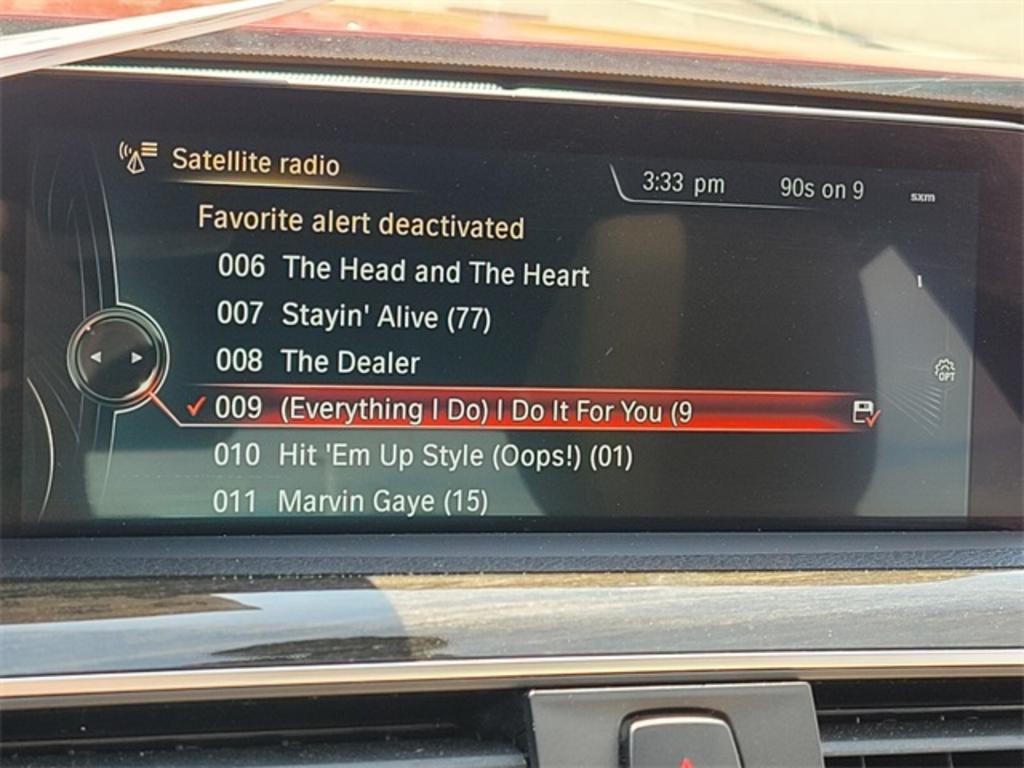 Satellite radio
3:33 pm 90s on 9 sxm
Favorite alert deactivated
006 The Head and The Heart
007 Stayin' Alive (77)
008 The Dealer
009 (Everything I Do) I Do It For You (9
010 Hit 'Em Up Style (Oops!) (01)
011 Marvin Gaye (15)
OPT